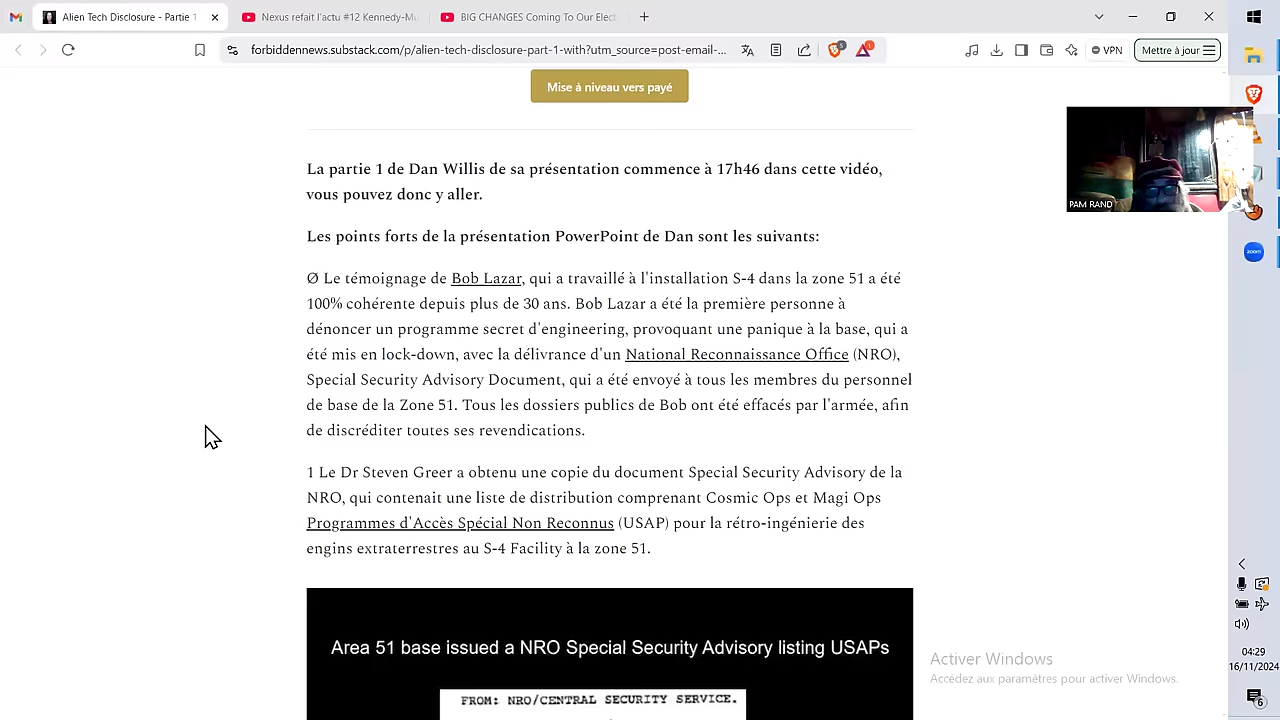 Alien Tech Disclosure - Partie 1
Nexus refait l'actu #12 Kennedy-Mu
BIG CHANGES Coming To Our Elect
forbiddennews.substack.com/p/alien-tech-disclosure-part-1-with?utm_source=post-email-...
5
1
VPN
Mettre à jour
Mise à niveau vers payé
La partie 1 de Dan Willis de sa présentation commence à 17h46 dans cette vidéo,
vous pouvez donc y aller.
PAM RAND
Les points forts de la présentation PowerPoint de Dan sont les suivants:
zoom
Ø Le témoignage de Bob Lazar, qui a travaillé à l'installation S-4 dans la zone 51 a été
100% cohérente depuis plus de 30 ans. Bob Lazar a été la première personne à
dénoncer un programme secret d'engineering, provoquant une panique à la base, qui a
été mis en lock-down, avec la délivrance d'un National Reconnaissance Office (NRO),
Special Security Advisory Document, qui a été envoyé à tous les membres du personnel
de base de la Zone 51. Tous les dossiers publics de Bob ont été effacés par l'armée, afin
de discréditer toutes ses revendications.
1 Le Dr Steven Greer a obtenu une copie du document Special Security Advisory de la
NRO, qui contenait une liste de distribution comprenant Cosmic Ops et Magi Ops
Programmes d'Accès Spécial Non Reconnus (USAP) pour la rétro-ingénierie des
engins extraterrestres au S-4 Facility à la zone 51.
Area 51 base issued a NRO Special Security Advisory listing USAPs
FROM: NRO/CENTRAL SECURITY SERVICE.
Activer Windows
Accédez aux paramètres pour activer Windows.
04:29
16/11/2024
6